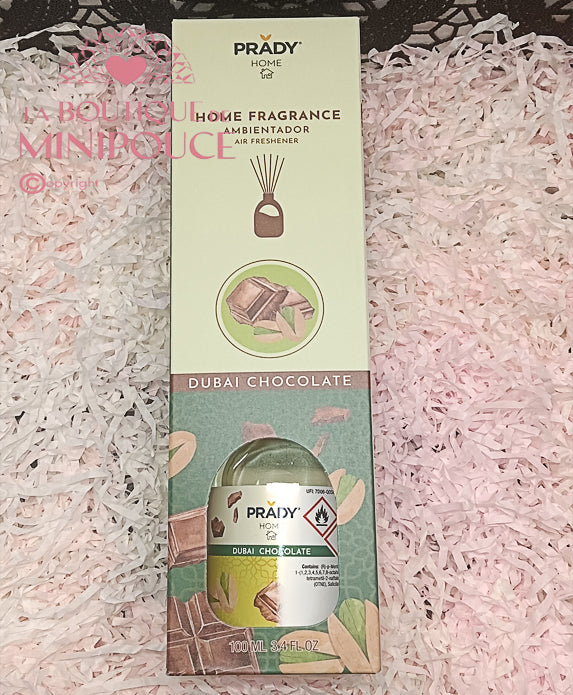 PRADY®
HOME
LA BOUTIQUE DE
MINIPOUCE
©opyright
HOME FRAGRANCE
AMBIENTADOR
AIR FRESHENER
DUBAI CHOCOLATE
PRADY®
HOME
DUBAI CHOCOLATE
Contains: (R)-p-
100 ML 3.4 FL.OZ